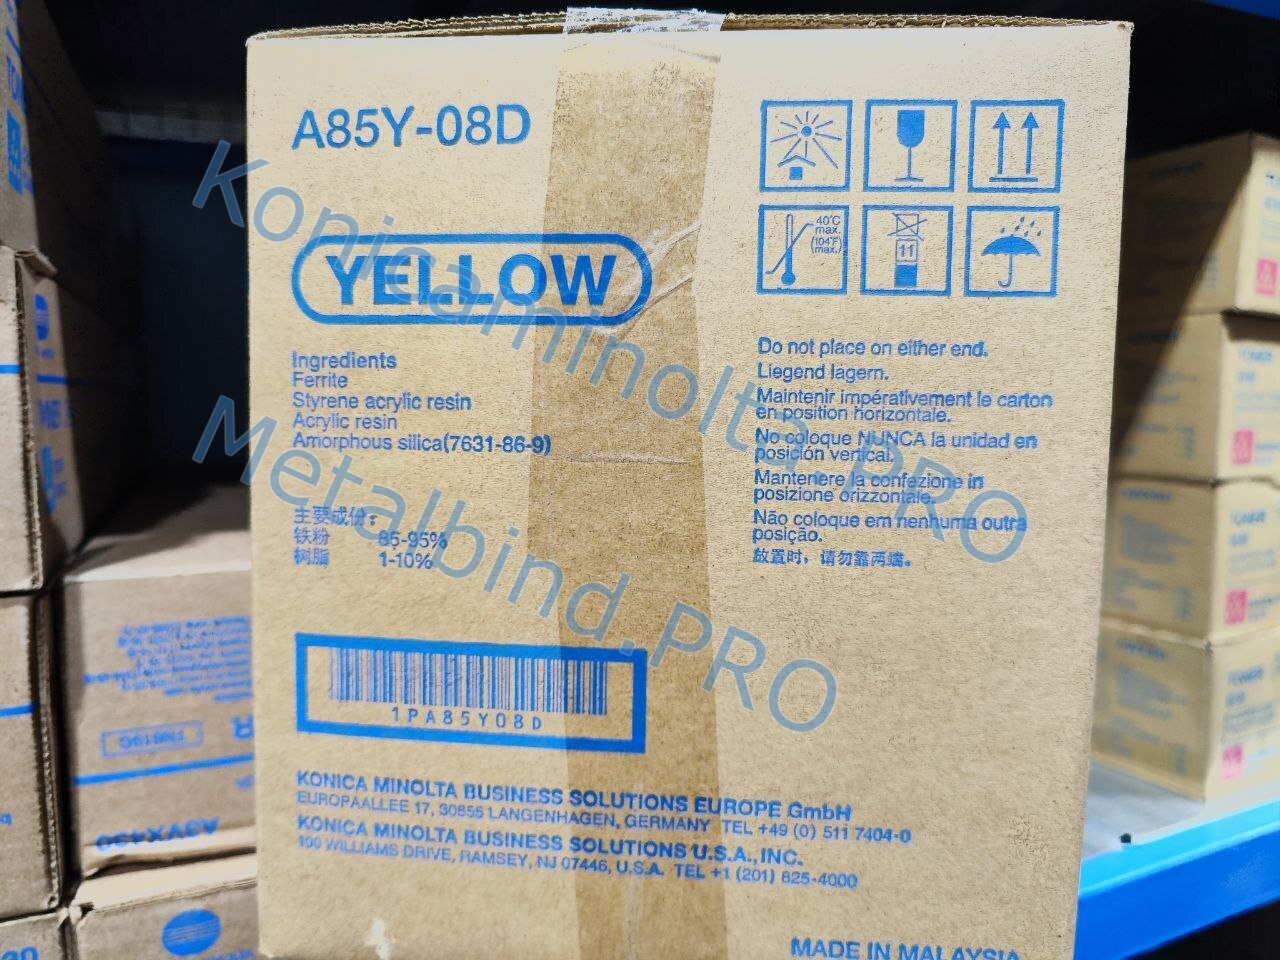 A85Y-08D
YELLOW
Ingredients
Ferrite
Styrene acrylic resin
Acrylic resin
Amorphous silica(7631-86-9)
主要成份：
铁粉 85-95%
树脂 1-10%
1PA85Y08D
KONICA MINOLTA BUSINESS SOLUTIONS EUROPE GmbH
EUROPAALLEE 17, 30855 LANGENHAGEN, GERMANY TEL +49 (0) 511 7404-0
KONICA MINOLTA BUSINESS SOLUTIONS U.S.A.,INC.
100 WILLIAMS DRIVE, RAMSEY, NJ 07446, U.S.A. TEL +1 (201) 825-4000
MADE IN MALAYSIA
40°C
max.
(104°F)
max.
11
Do not place on either end.
Liegend lagern.
Maintenir impérativement le carton
en position horizontale.
No coloque NUNCA la unidad en
posición vertical.
Mantenere la confezione in
posizione orizzontale.
Não coloque em nenhuma outra
posição.
放置时，请勿靠两端。
Konicaminolta.PRO
Metalbind.PRO
TN619C
A3VX430